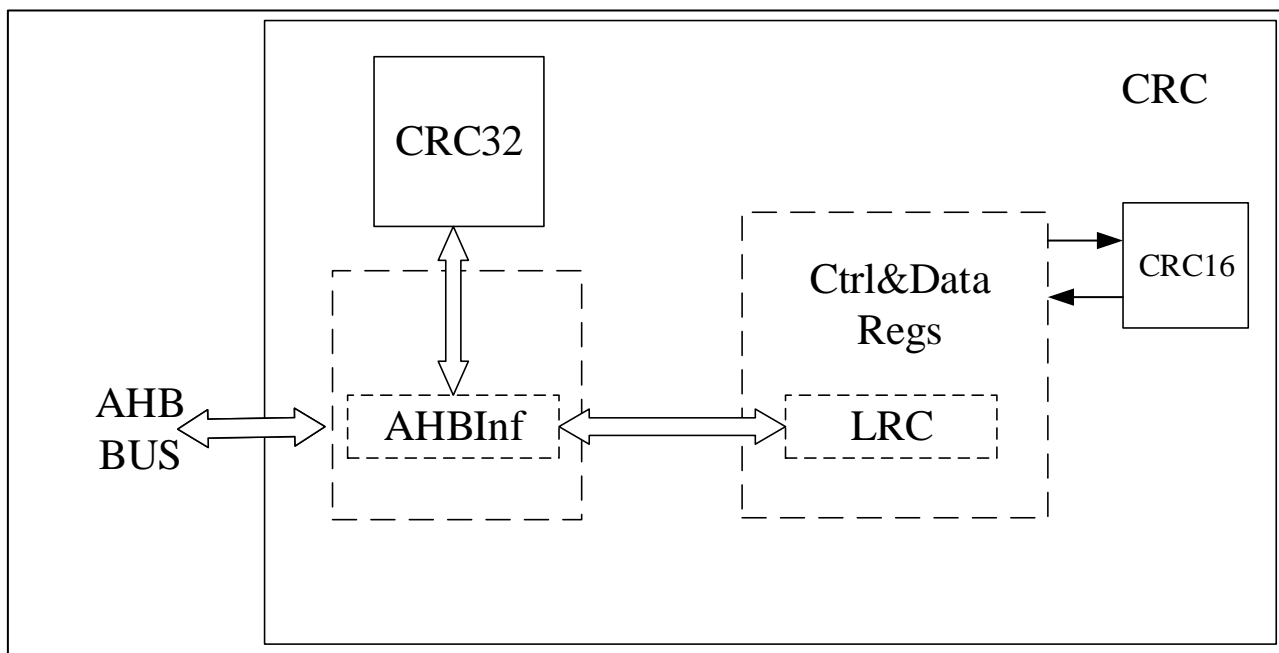 CRC
CRC32
Ctrl&Data
Regs
CRC16
AHB
BUS
AHBInf
LRC